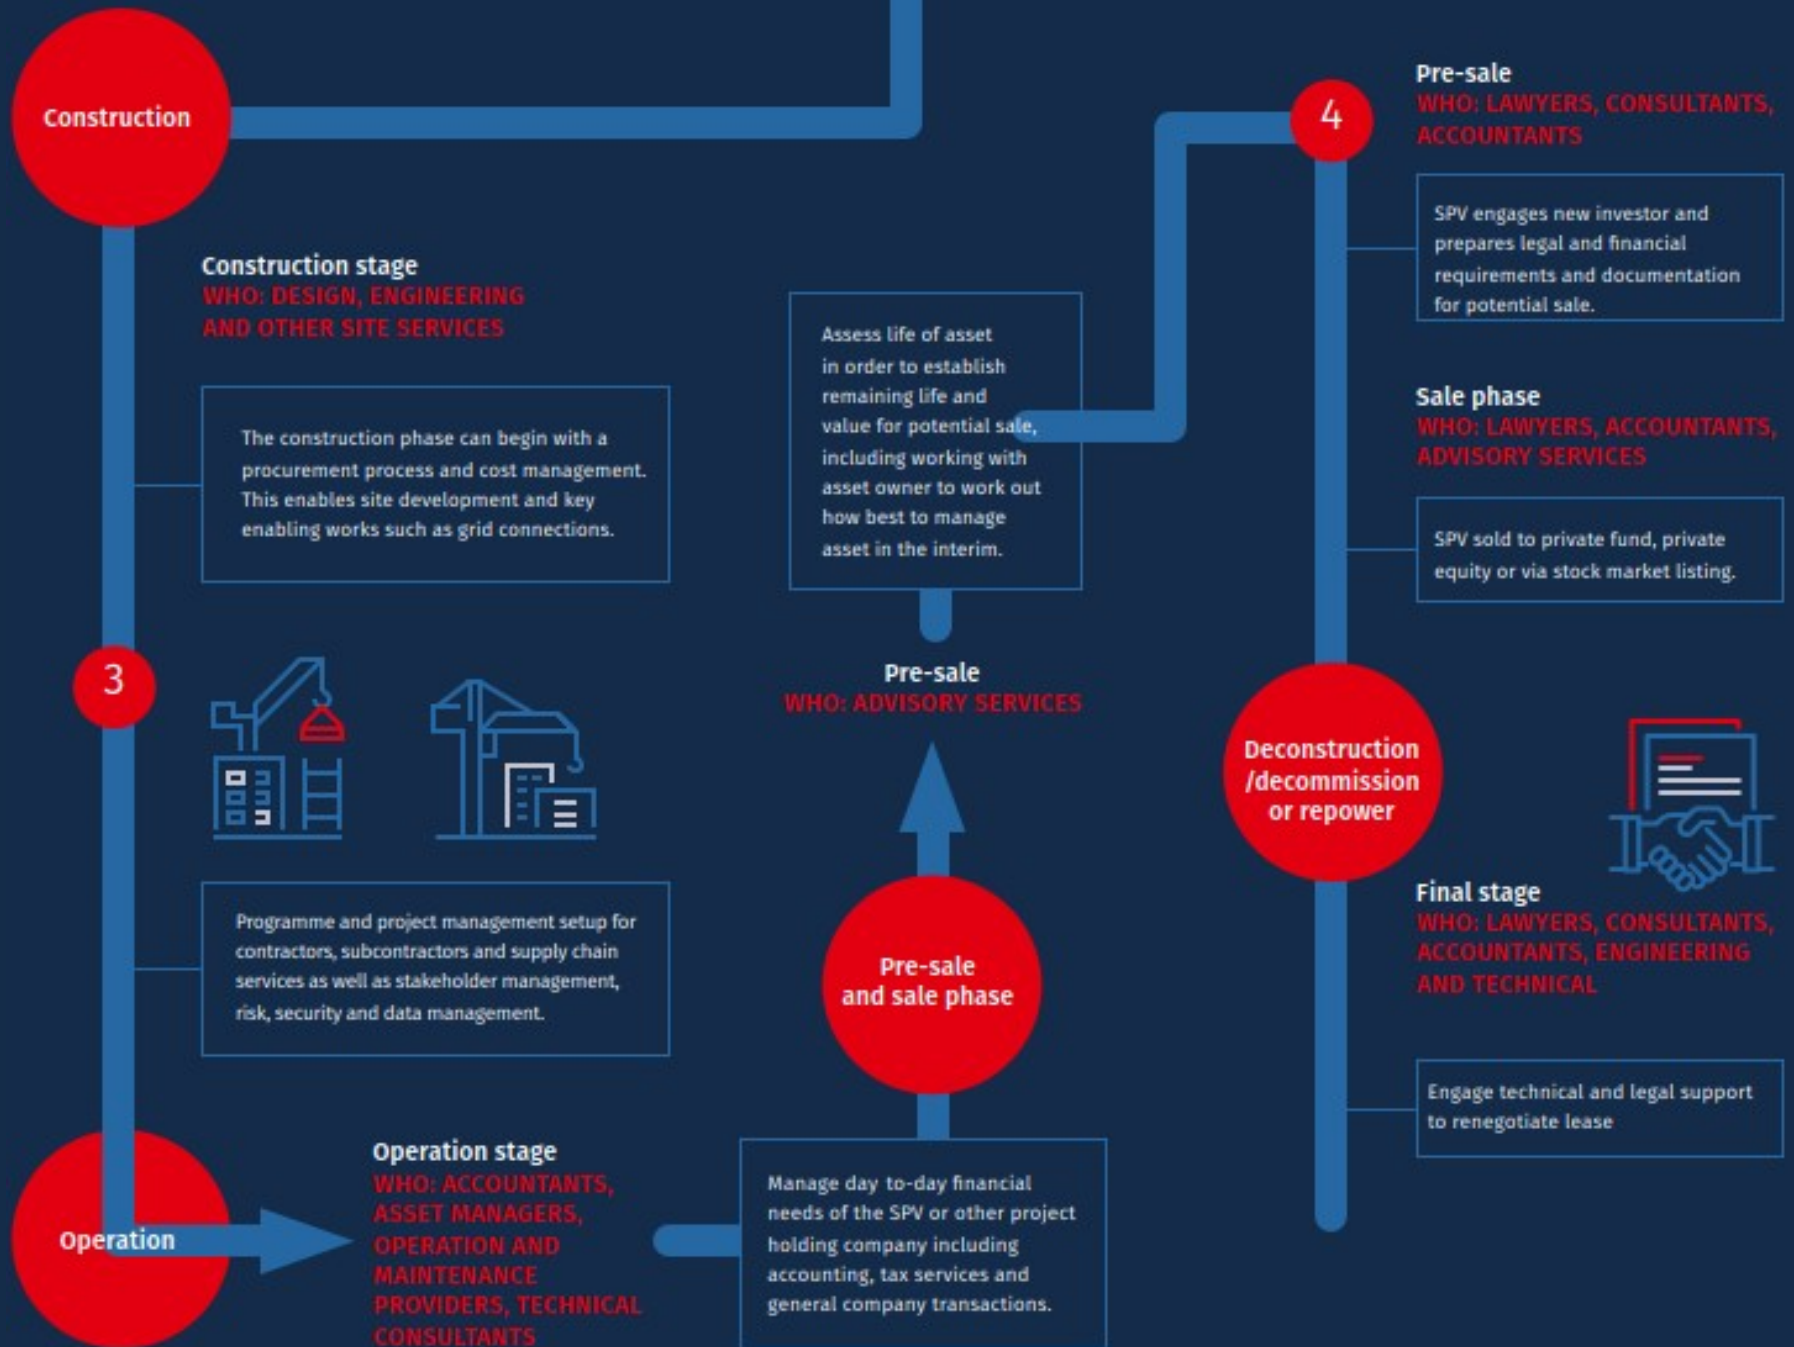 Construction
Construction stage
WHO: DESIGN, ENGINEERING
AND OTHER SITE SERVICES
The construction phase can begin with a
procurement process and cost management.
This enables site development and key
enabling works such as grid connections.
3
Programme and project management setup for
contractors, subcontractors and supply chain
services as well as stakeholder management,
risk, security and data management.
Operation
Operation stage
WHO: ACCOUNTANTS,
ASSET MANAGERS,
OPERATION AND
MAINTENANCE
PROVIDERS, TECHNICAL
CONSULTANTS
Manage day to-day financial
needs of the SPV or other project
holding company including
accounting, tax services and
general company transactions.
Pre-sale
and sale phase
Pre-sale
WHO: ADVISORY SERVICES
Assess life of asset
in order to establish
remaining life and
value for potential sale,
including working with
asset owner to work out
how best to manage
asset in the interim.
4
Pre-sale
WHO: LAWYERS, CONSULTANTS,
ACCOUNTANTS
SPV engages new investor and
prepares legal and financial
requirements and documentation
for potential sale.
Sale phase
WHO: LAWYERS, ACCOUNTANTS,
ADVISORY SERVICES
SPV sold to private fund, private
equity or via stock market listing.
Deconstruction
/decommission
or repower
Final stage
WHO: LAWYERS, CONSULTANTS,
ACCOUNTANTS, ENGINEERING
AND TECHNICAL
Engage technical and legal support
to renegotiate lease